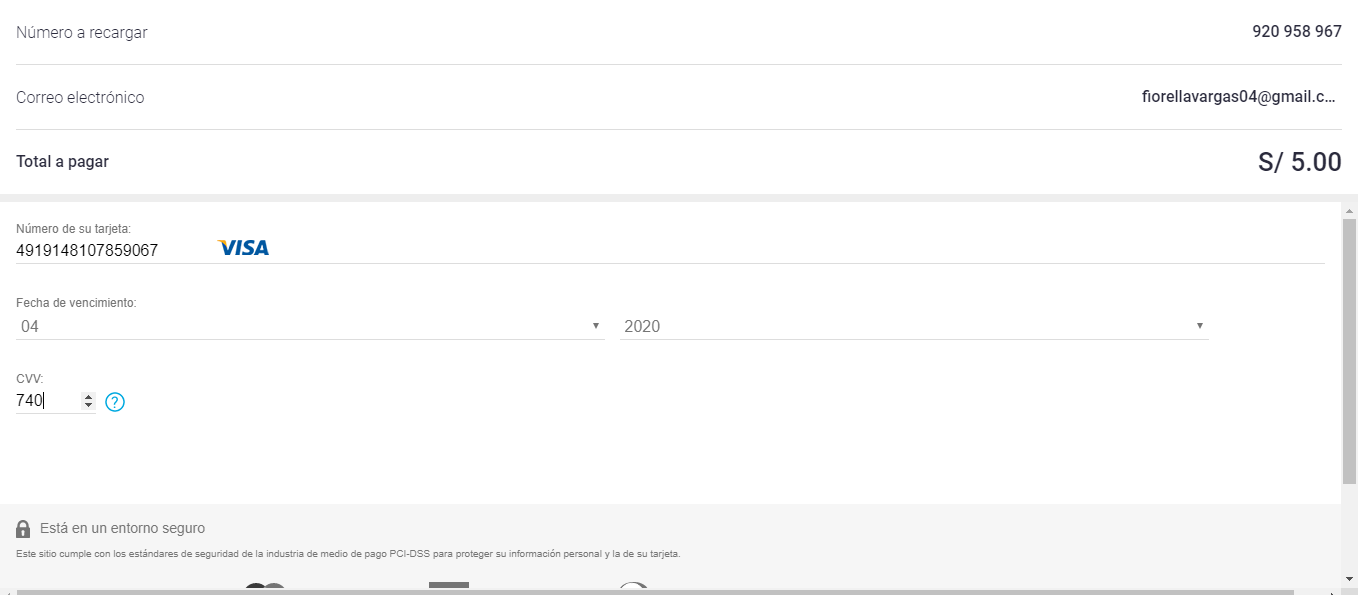 Número a recargar
920 958 967
Correo electrónico
fiorellavargas04@gmail.c...
Total a pagar
S/ 5.00
Número de su tarjeta:
4919148107859067
VISA
Fecha de vencimiento:
04
2020
CVV:
740
?
Está en un entorno seguro
Este sitio cumple con los estándares de seguridad de la industria de medio de pago PCI-DSS para proteger su información personal y la de su tarjeta.